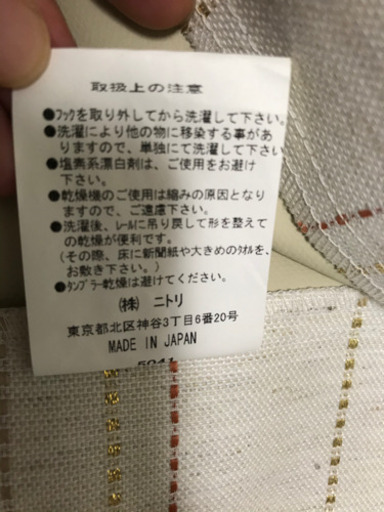 取扱上の注意
●フックを取り外してから洗濯して下さい。
●洗濯により他の物に移染する事があ
りますので、単独にて洗濯して下さい
●塩素系漂白剤は、ご使用をお避け
下さい。
●乾燥機のご使用は縮みの原因となり
ますので、ご遠慮下さい。
●洗濯後、レールに吊り戻して形を整えて
の乾燥が便利です。
(その際、床に新聞紙や大きめのタオルを、
お敷き下さい。)
●タンブラー乾燥は避けてください。
(株) ニトリ
東京都北区神谷3丁目6番20号
MADE IN JAPAN
5041